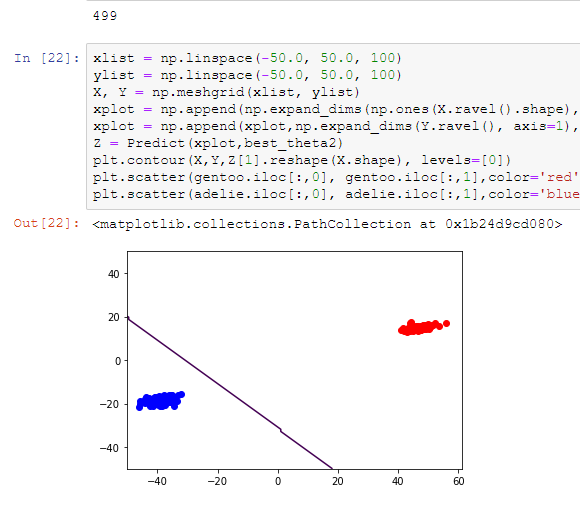 499
In [22]: xlist = np.linspace(-50.0, 50.0, 100)
ylist = np.linspace(-50.0, 50.0, 100)
X, Y = np.meshgrid(xlist, ylist)
xplot = np.append(np.expand_dims(np.ones(X.ravel().shape),
xplot = np.append(xplot,np.expand_dims(Y.ravel(), axis=1),
Z = Predict(xplot,best_theta2)
plt.contour(X,Y,Z[1].reshape(X.shape), levels=[0])
plt.scatter(gentoo.iloc[:,0], gentoo.iloc[:,1],color='red'
plt.scatter(adelie.iloc[:,0], adelie.iloc[:,1],color='blue
Out[22]: <matplotlib.collections.PathCollection at 0x1b24d9cd080>
40
20
0
−20
−40
−40 −20 0 20 40 60